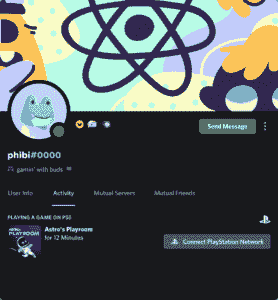 Send Message
phibi#0000
gamin' with buds
User Info
Activity
Mutual Servers
Mutual Friends
PLAYING A GAME ON PS5
Astro's Playroom
for 12 Minutes
Connect PlayStation Network
PLAYROOM